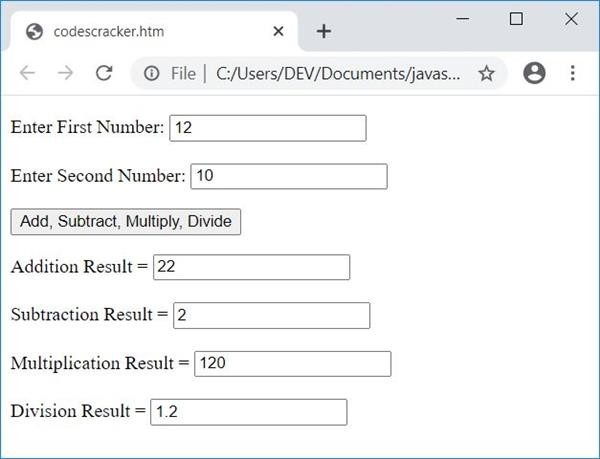 codescracker.htm
File | C:/Users/DEV/Documents/javas...
Enter First Number: 12
Enter Second Number: 10
Add, Subtract, Multiply, Divide
Addition Result = 22
Subtraction Result = 2
Multiplication Result = 120
Division Result = 1.2